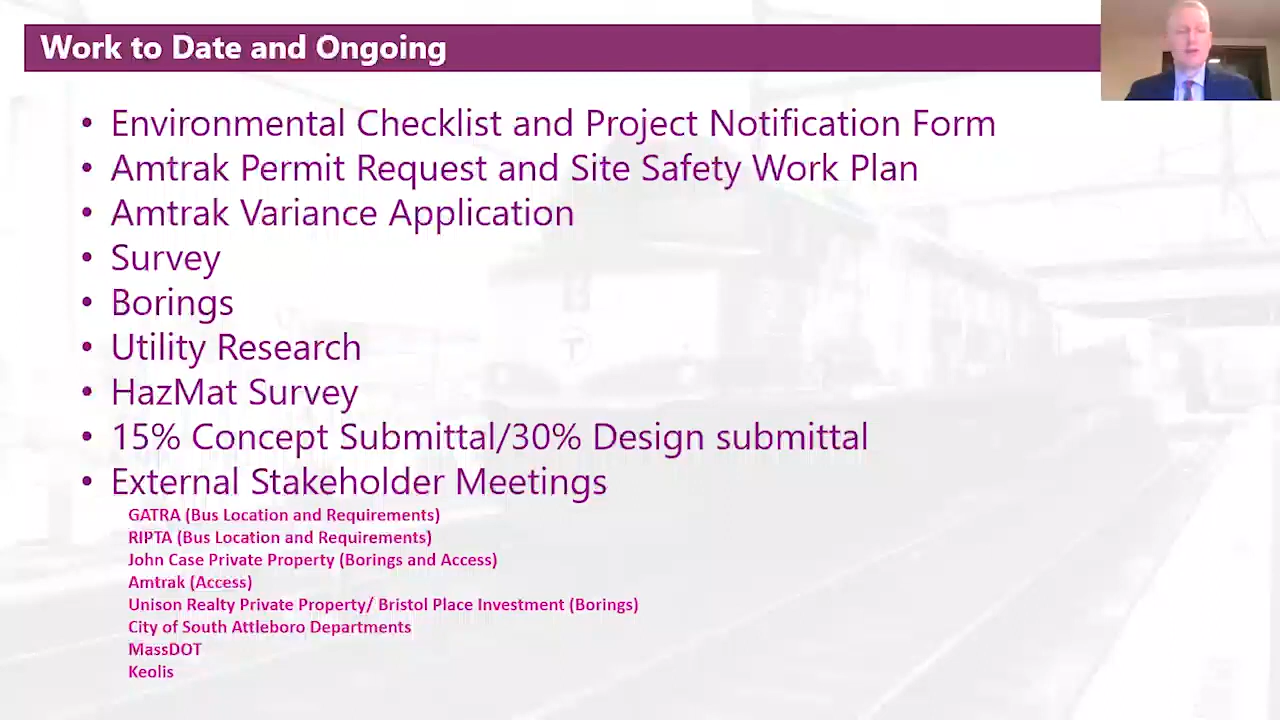 Work to Date and Ongoing
• Environmental Checklist and Project Notification Form
• Amtrak Permit Request and Site Safety Work Plan
• Amtrak Variance Application
• Survey
• Borings
• Utility Research
• HazMat Survey
• 15% Concept Submittal/30% Design submittal
• External Stakeholder Meetings
GATRA (Bus Location and Requirements)
RIPTA (Bus Location and Requirements)
John Case Private Property (Borings and Access)
Amtrak (Access)
Unison Realty Private Property/ Bristol Place Investment (Borings)
City of South Attleboro Departments
MassDOT
Keolis
T